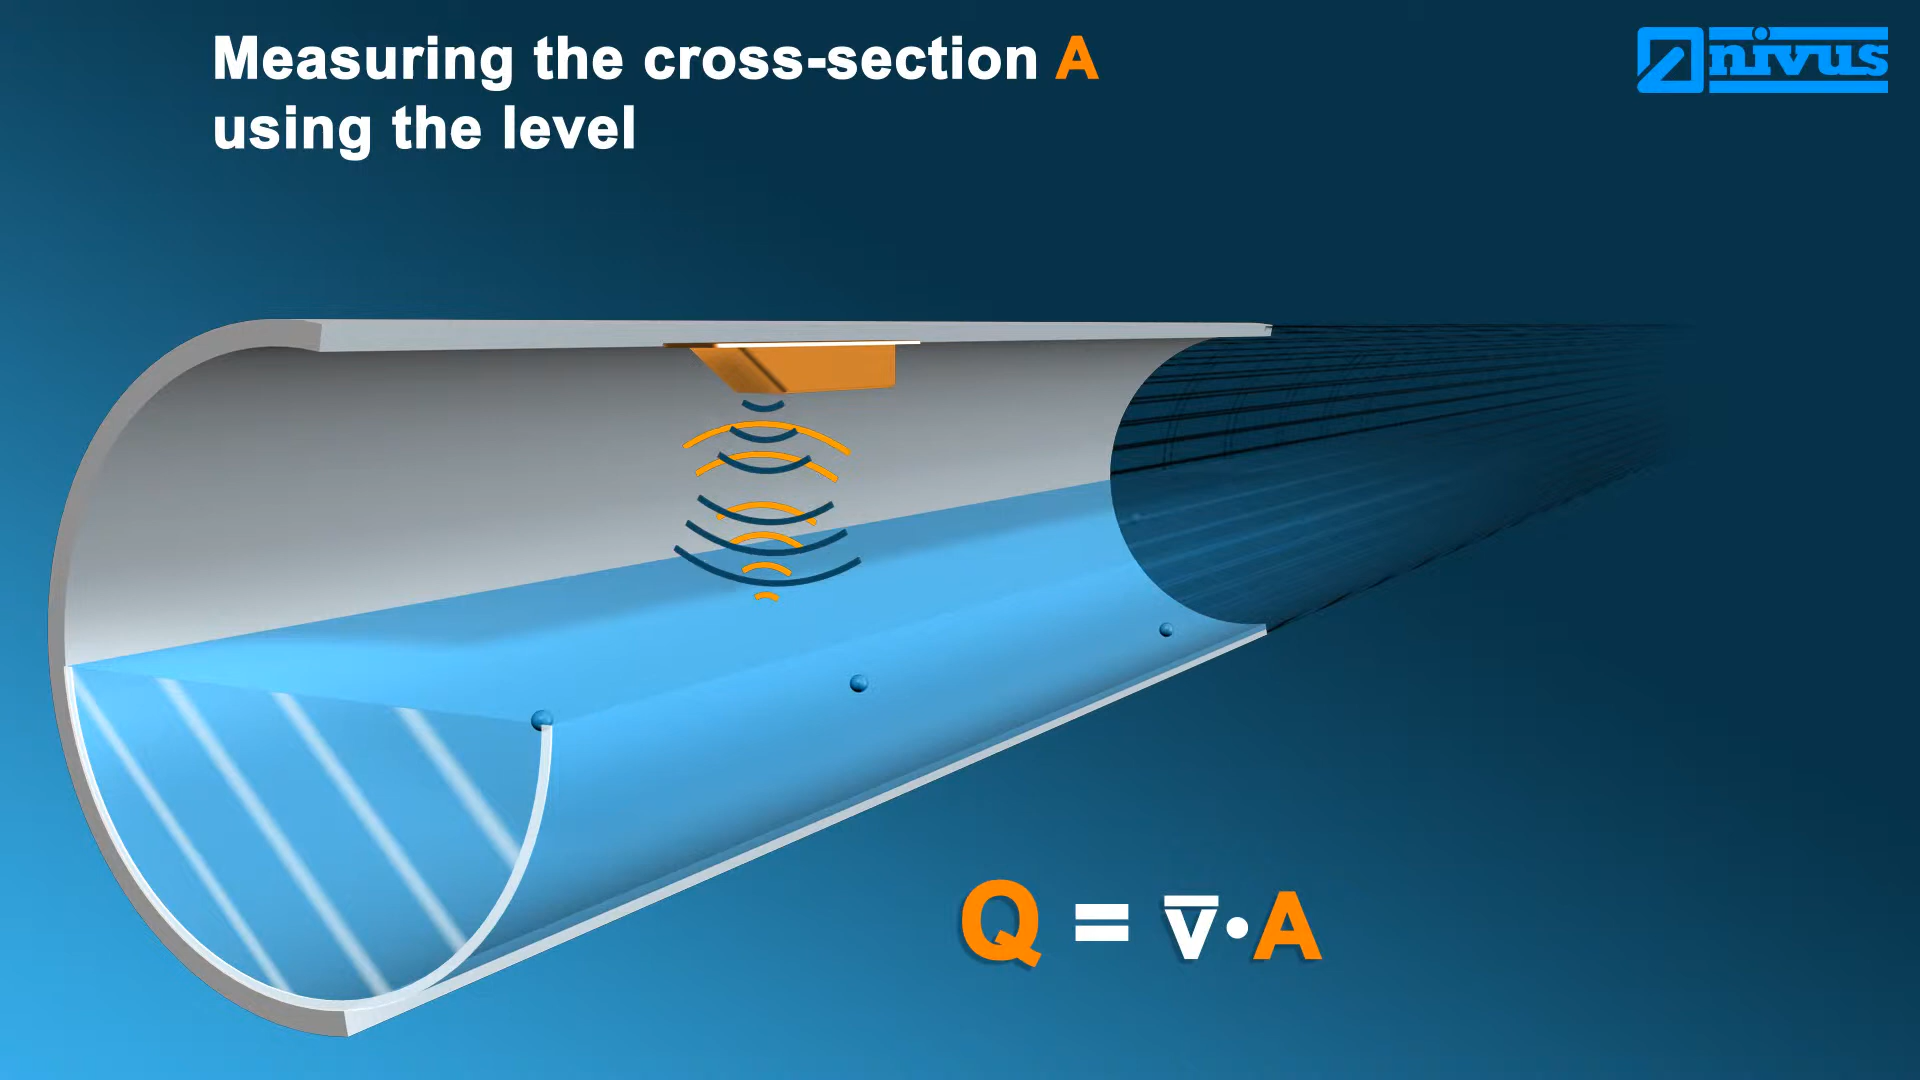 Measuring the cross-section A
using the level
nivus
Q = v̅·A